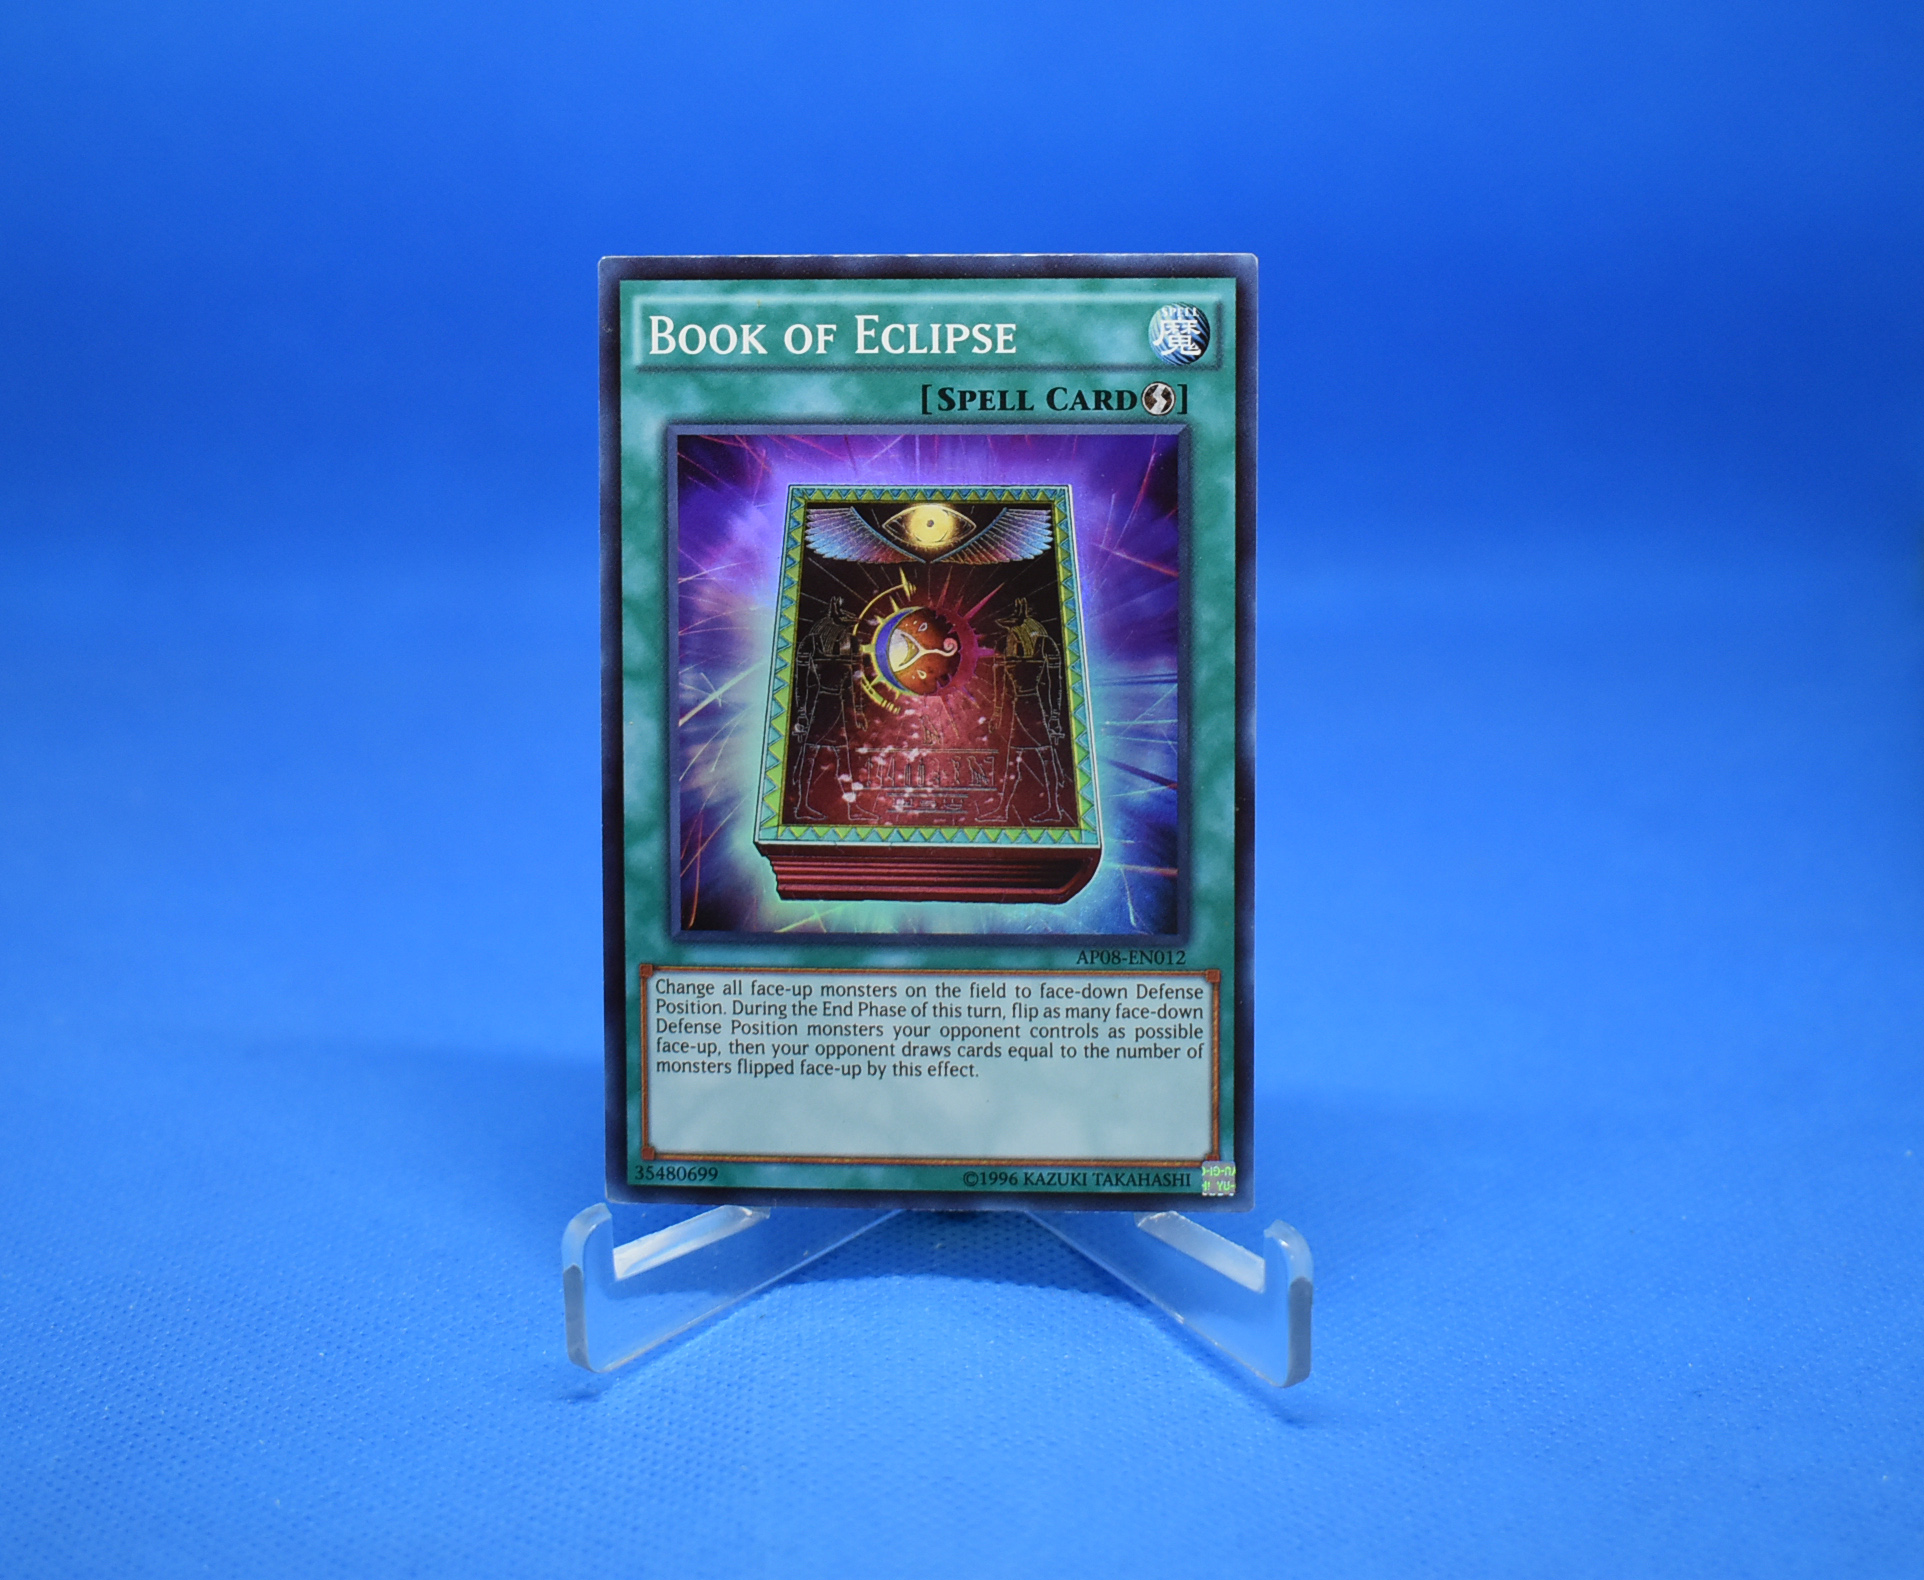 BOOK OF ECLIPSE
SPELL
魔
[SPELL CARD]
AP08-EN012
Change all face-up monsters on the field to face-down Defense
Position. During the End Phase of this turn, flip as many face-down
Defense Position monsters your opponent controls as possible
face-up, then your opponent draws cards equal to the number of
monsters flipped face-up by this effect.
35480699
©1996 KAZUKI TAKAHASHI